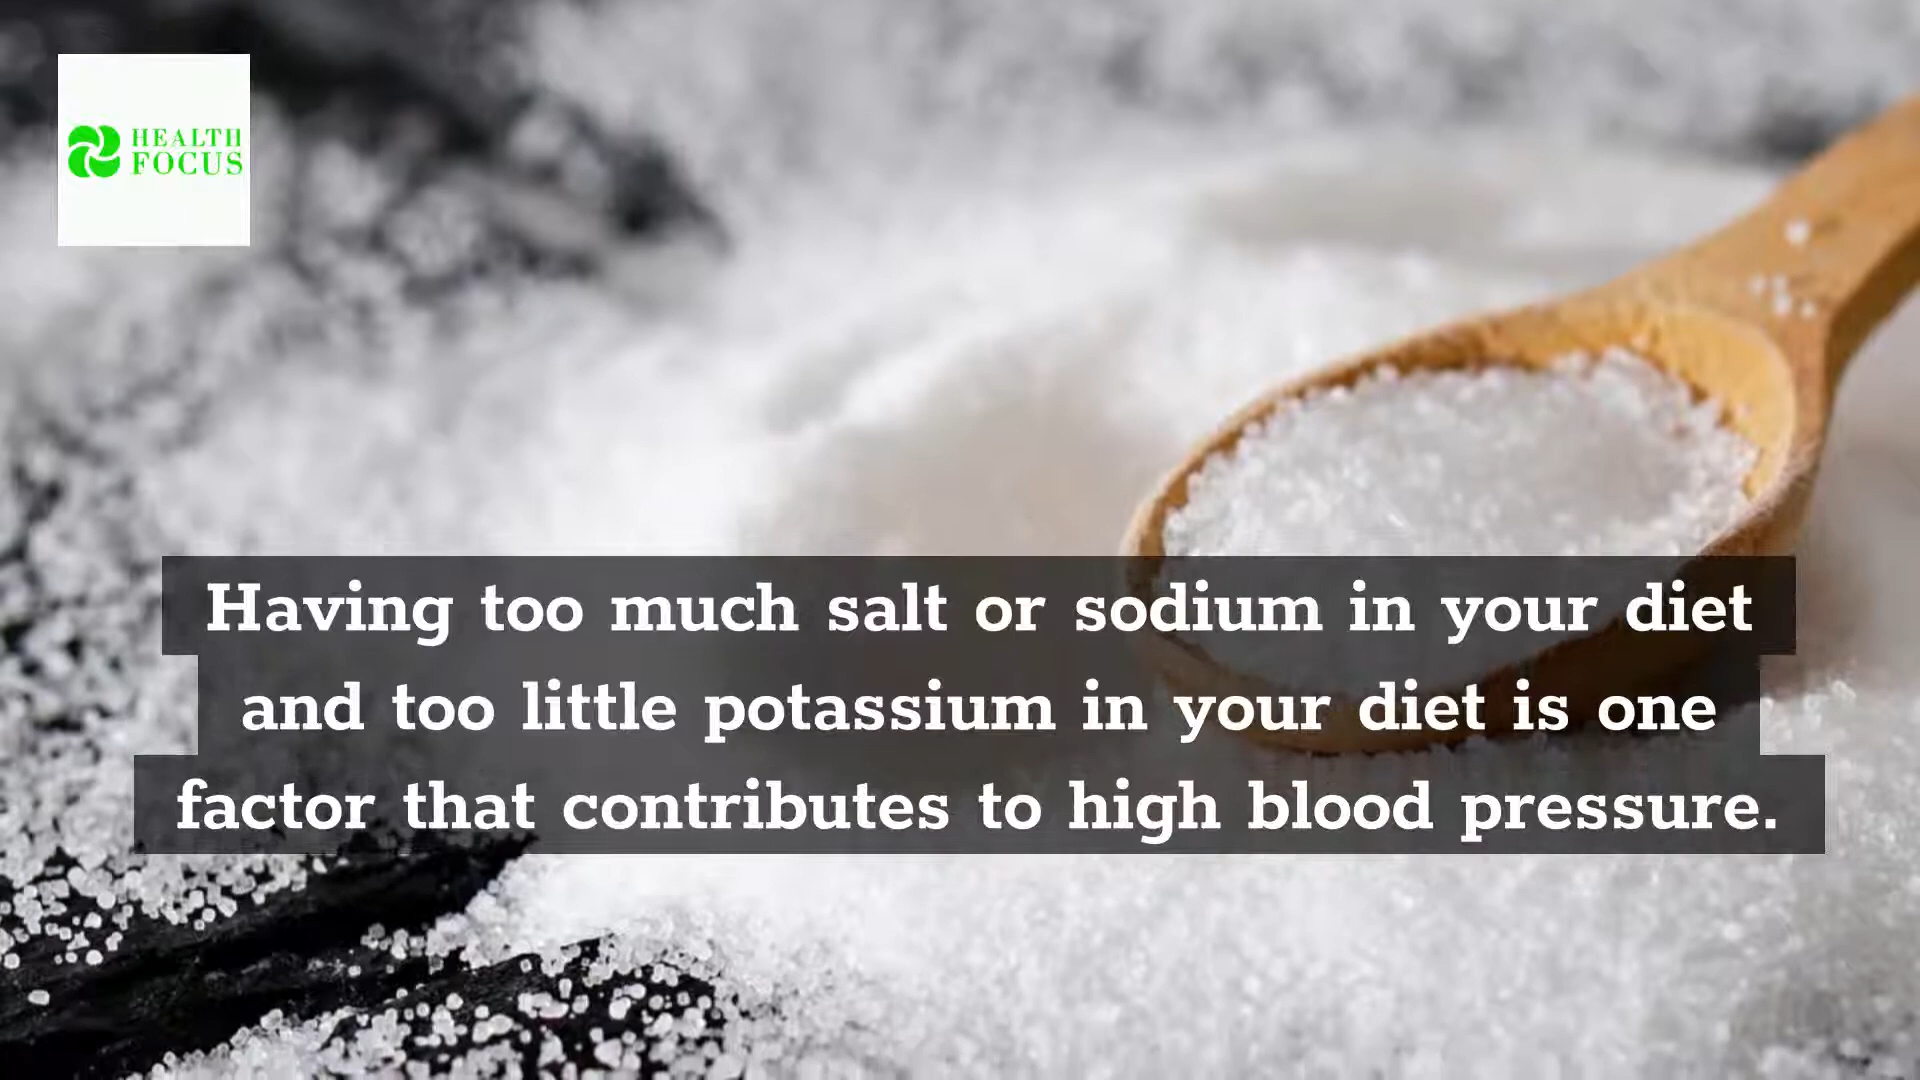 HEALTH
FOCUS
Having too much salt or sodium in your diet
and too little potassium in your diet is one
factor that contributes to high blood pressure.